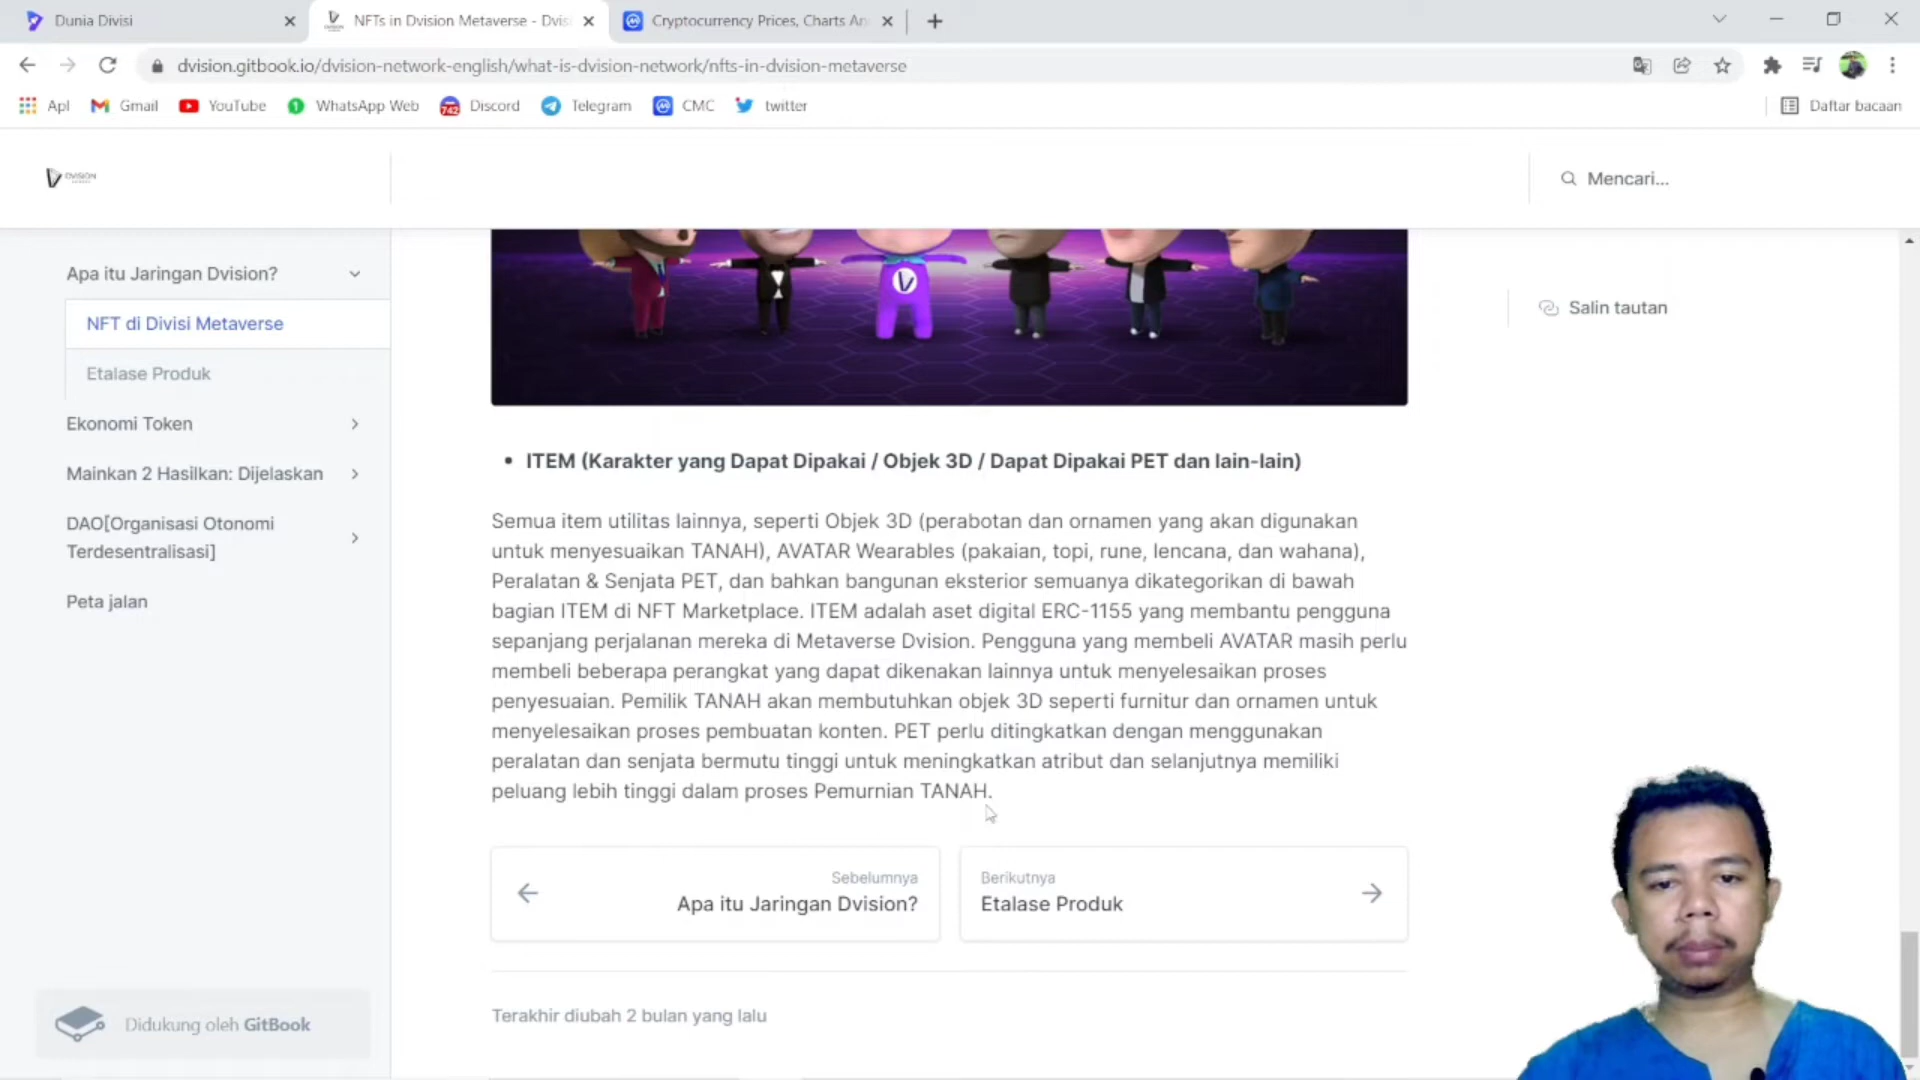 Dunia Divisi
NFTs in Dvision Metaverse - Dvis
Cryptocurrency Prices, Charts An
dvision.gitbook.io/dvision-network-english/what-is-dvision-network/nfts-in-dvision-metaverse
Apl
Gmail
YouTube
WhatsApp Web
Discord
Telegram
CMC
twitter
Daftar bacaan
DVISION
Mencari...
Apa itu Jaringan Dvision?
NFT di Divisi Metaverse
Etalase Produk
Ekonomi Token
Mainkan 2 Hasilkan: Dijelaskan
DAO[Organisasi Otonomi
Terdesentralisasi]
Peta jalan
Didukung oleh GitBook
Salin tautan
• ITEM (Karakter yang Dapat Dipakai / Objek 3D / Dapat Dipakai PET dan lain-lain)
Semua item utilitas lainnya, seperti Objek 3D (perabotan dan ornamen yang akan digunakan
untuk menyesuaikan TANAH), AVATAR Wearables (pakaian, topi, rune, lencana, dan wahana),
Peralatan & Senjata PET, dan bahkan bangunan eksterior semuanya dikategorikan di bawah
bagian ITEM di NFT Marketplace. ITEM adalah aset digital ERC-1155 yang membantu pengguna
sepanjang perjalanan mereka di Metaverse Dvision. Pengguna yang membeli AVATAR masih perlu
membeli beberapa perangkat yang dapat dikenakan lainnya untuk menyelesaikan proses
penyesuaian. Pemilik TANAH akan membutuhkan objek 3D seperti furnitur dan ornamen untuk
menyelesaikan proses pembuatan konten. PET perlu ditingkatkan dengan menggunakan
peralatan dan senjata bermutu tinggi untuk meningkatkan atribut dan selanjutnya memiliki
peluang lebih tinggi dalam proses Pemurnian TANAH.
Sebelumnya
Apa itu Jaringan Dvision?
Berikutnya
Etalase Produk
Terakhir diubah 2 bulan yang lalu